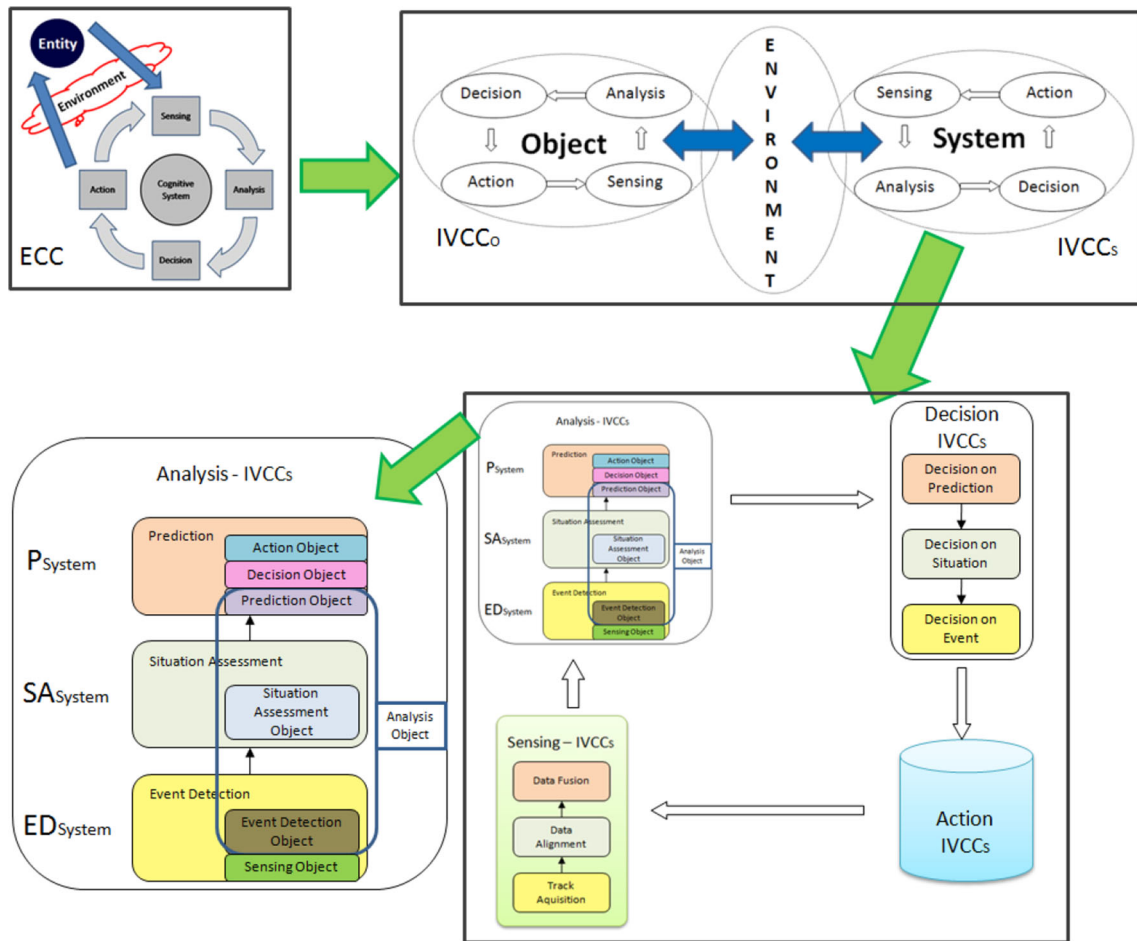 Entity
Environment
Sensing
Action
Cognitive
System
Analysis
Decision
ECC
Decision
Analysis
Object
Action
Sensing
IVCCO
ENVIROMENT
Sensing
Action
System
Analysis
Decision
IVCCS
Analysis - IVCCs
PSystem
Prediction
Action Object
Decision Object
Prediction Object
SASystem
Situation Assessment
Situation
Assessment
Object
Analysis
Object
EDSystem
Event Detection
Event Detection
Object
Sensing Object
Analysis - IVCCs
PSystem
Prediction
Action Object
Decision Object
Prediction Object
SASystem
Situation Assessment
Situation
Assessment
Object
Analysis
Object
EDSystem
Event Detection
Event Detection
Object
Sensing Object
Decision
IVCCs
Decision on
Prediction
Decision on
Situation
Decision on
Event
Sensing – IVCCs
Data Fusion
Data
Alignment
Track
Aquisition
Action
IVCCs